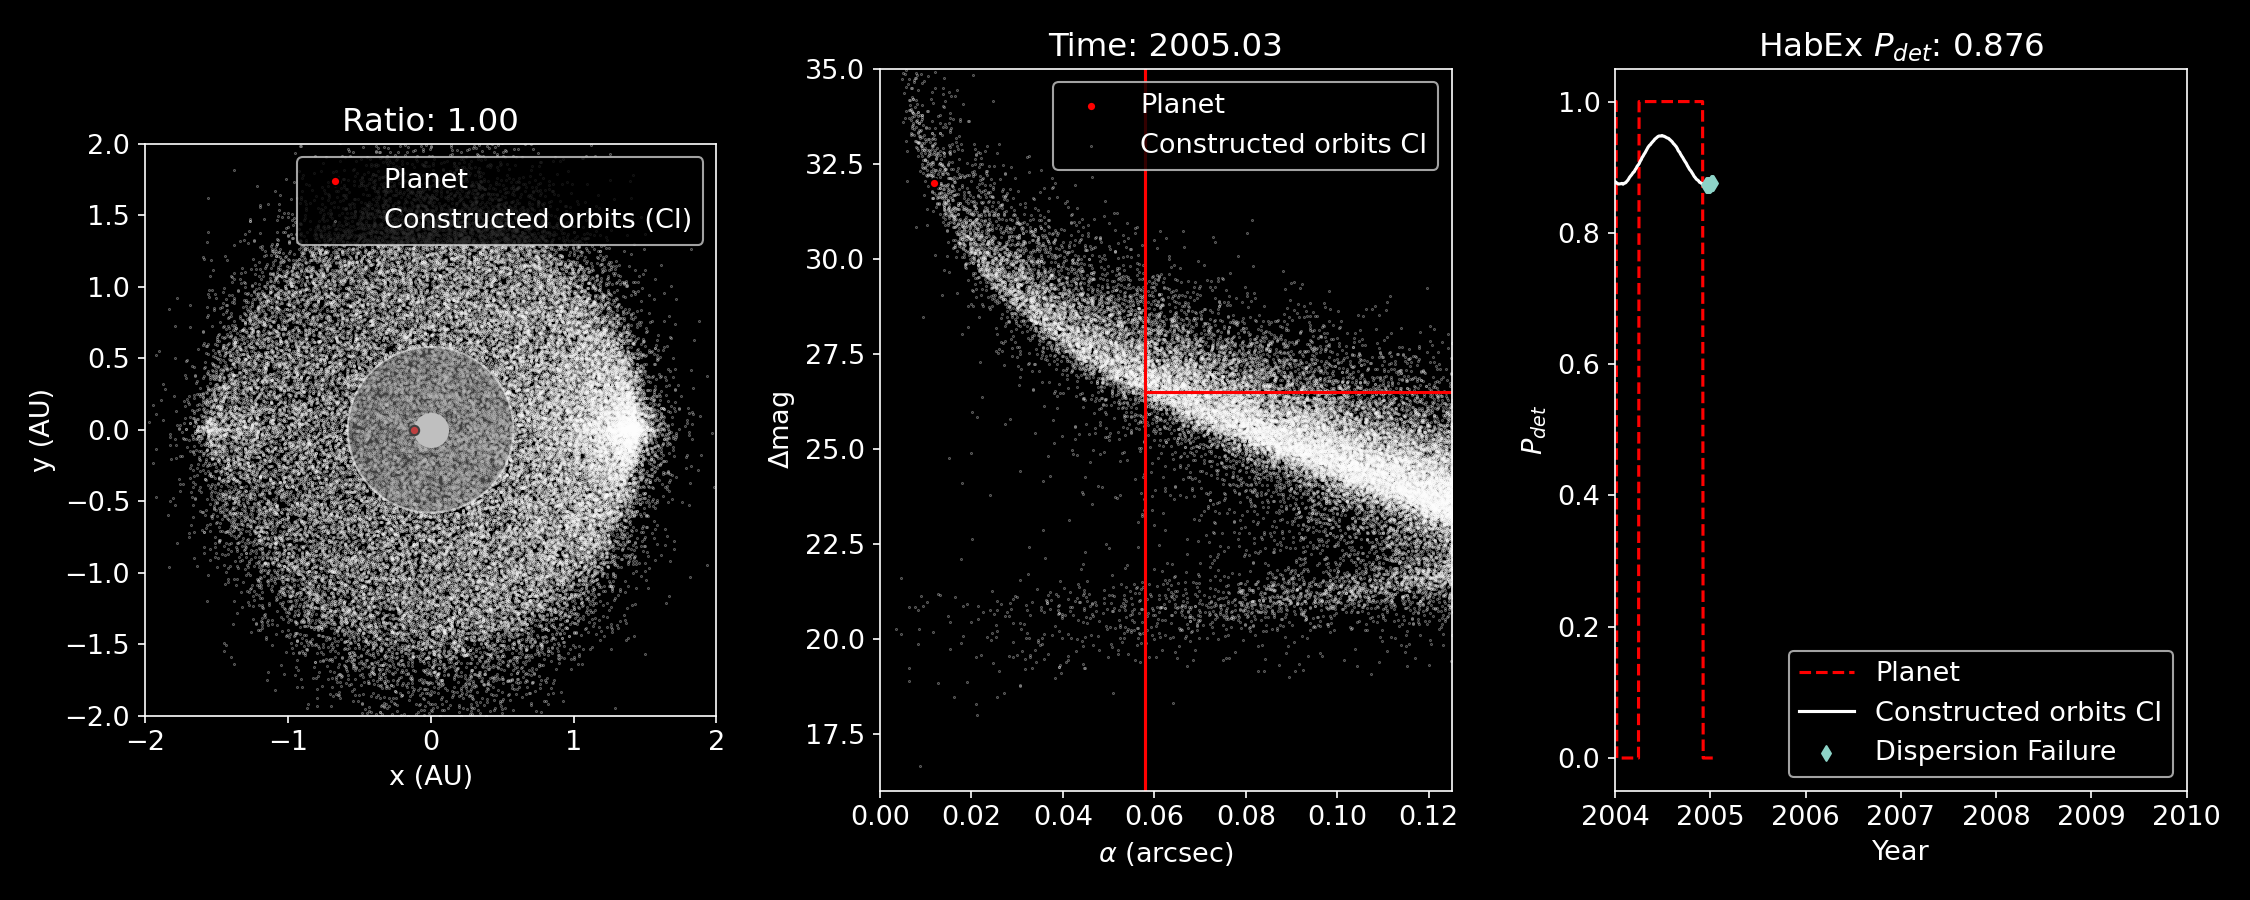 Ratio: 1.00
Planet
Constructed orbits (CI)
2.0
1.5
1.0
0.5
0.0
−0.5
−1.0
−1.5
−2.0
y (AU)
−2 −1 0 1 2
x (AU)
Time: 2005.03
Planet
Constructed orbits CI
35.0
32.5
30.0
27.5
25.0
22.5
20.0
17.5
Δmag
0.00 0.02 0.04 0.06 0.08 0.10 0.12
α (arcsec)
HabEx P_det: 0.876
1.0
0.8
0.6
0.4
0.2
0.0
P_det
Planet
Constructed orbits CI
Dispersion Failure
2004 2005 2006 2007 2008 2009 2010
Year